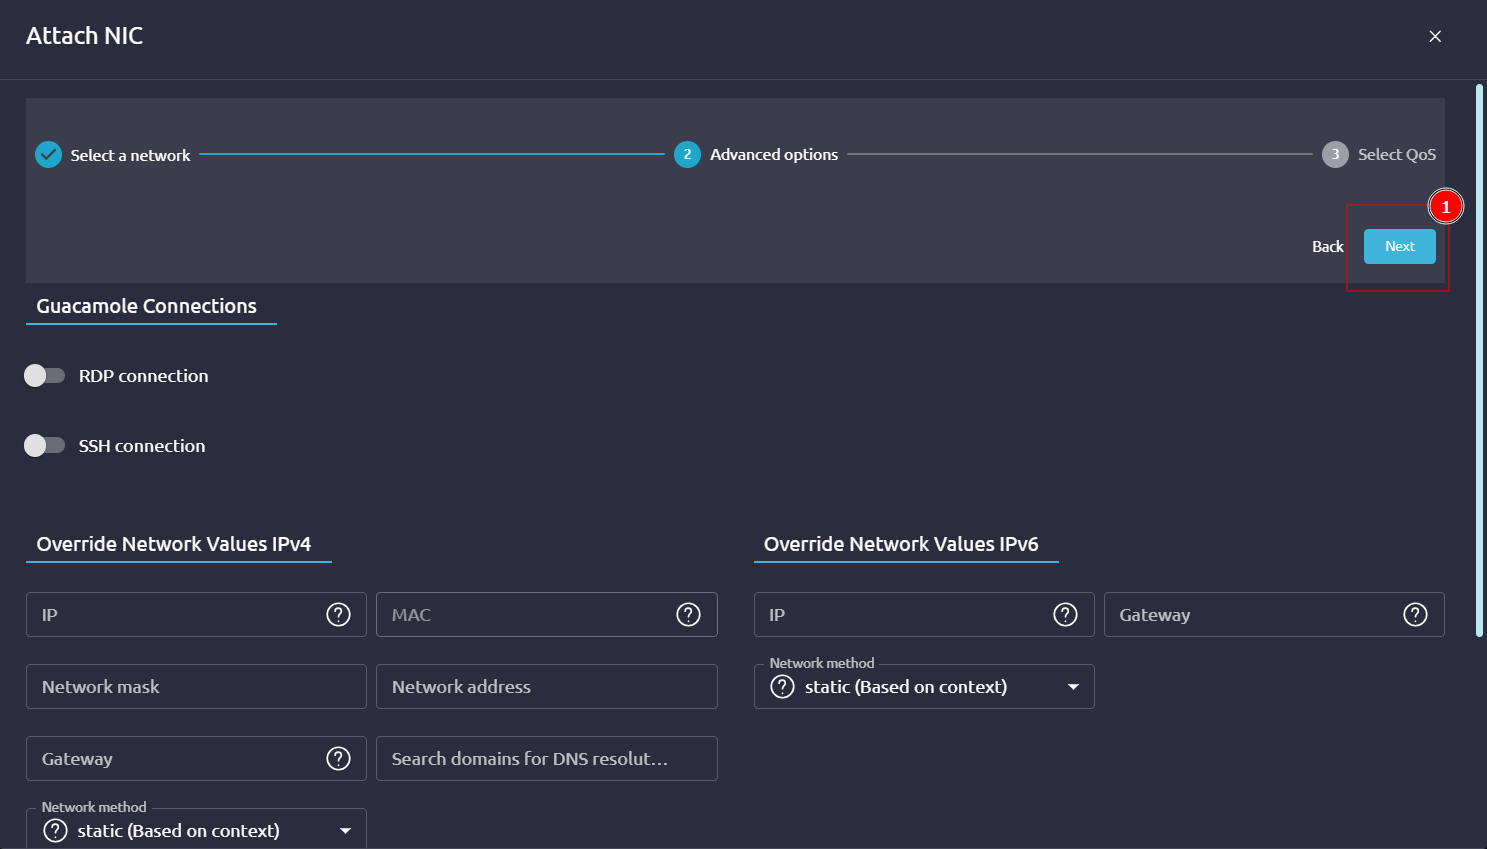 Attach NIC
Select a network
2 Advanced options
3 Select QoS
1
Back Next
Guacamole Connections
RDP connection
SSH connection
Override Network Values IPv4
Override Network Values IPv6
IP ?
MAC ?
IP ?
Gateway ?
Network mask
Network address
Network method
? static (Based on context)
Gateway ?
Search domains for DNS resolut...
Network method
? static (Based on context)